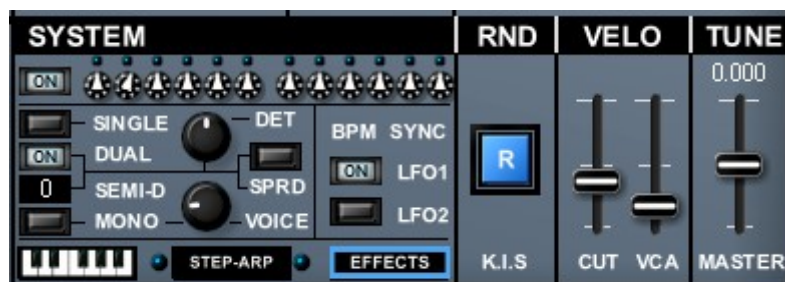 SYSTEM RND VELO TUNE
ON 0.000
SINGLE DET
BPM SYNC
ON DUAL R
ON LFO1
0 SEMI-D SPRD
MONO VOICE LFO2
STEP-ARP EFFECTS K.I.S CUT VCA MASTER